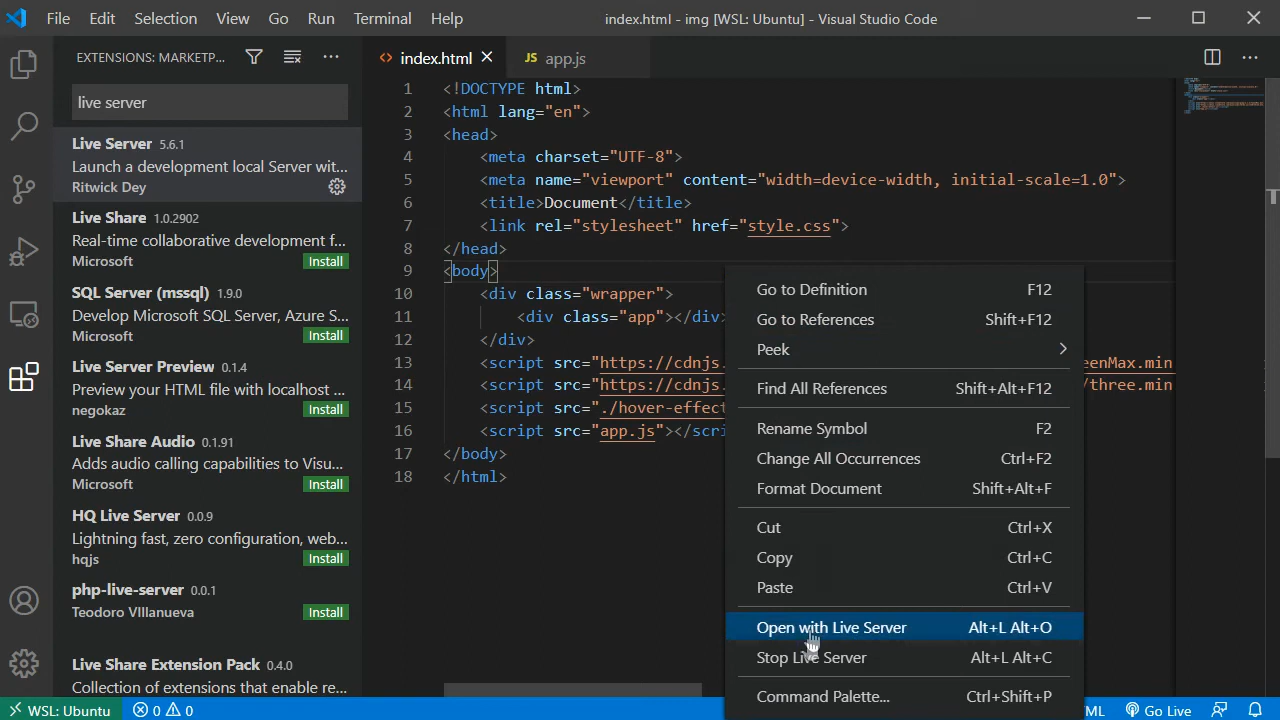 File Edit Selection View Go Run Terminal Help
index.html - img [WSL: Ubuntu] - Visual Studio Code
EXTENSIONS: MARKETP...
live server
Live Server 5.6.1
Launch a development local Server wit...
Ritwick Dey
Live Share 1.0.2902
Real-time collaborative development f...
Microsoft Install
SQL Server (mssql) 1.9.0
Develop Microsoft SQL Server, Azure S...
Microsoft Install
Live Server Preview 0.1.4
Preview your HTML file with localhost ...
negokaz Install
Live Share Audio 0.1.91
Adds audio calling capabilities to Visu...
Microsoft Install
HQ Live Server 0.0.9
Lightning fast, zero configuration, web...
hqjs Install
php-live-server 0.0.1
Teodoro VIllanueva Install
Live Share Extension Pack 0.4.0
Collection of extensions that enable re...
<> index.html
JS app.js
1 <!DOCTYPE html>
2 <html lang="en">
3 <head>
4 <meta charset="UTF-8">
5 <meta name="viewport" content="width=device-width, initial-scale=1.0">
6 <title>Document</title>
7 <link rel="stylesheet" href="style.css">
8 </head>
9 <body>
10 <div class="wrapper">
11 <div class="app"></div>
12 </div>
13 <script src="https://cdnjs. eenMax.min
14 <script src="https://cdnjs. /three.min
15 <script src="./hover-effect
16 <script src="app.js"></scri
17 </body>
18 </html>
Go to Definition F12
Go to References Shift+F12
Peek
Find All References Shift+Alt+F12
Rename Symbol F2
Change All Occurrences Ctrl+F2
Format Document Shift+Alt+F
Cut Ctrl+X
Copy Ctrl+C
Paste Ctrl+V
Open with Live Server Alt+L Alt+O
Stop Live Server Alt+L Alt+C
Command Palette... Ctrl+Shift+P
WSL: Ubuntu 0 0 ML Go Live